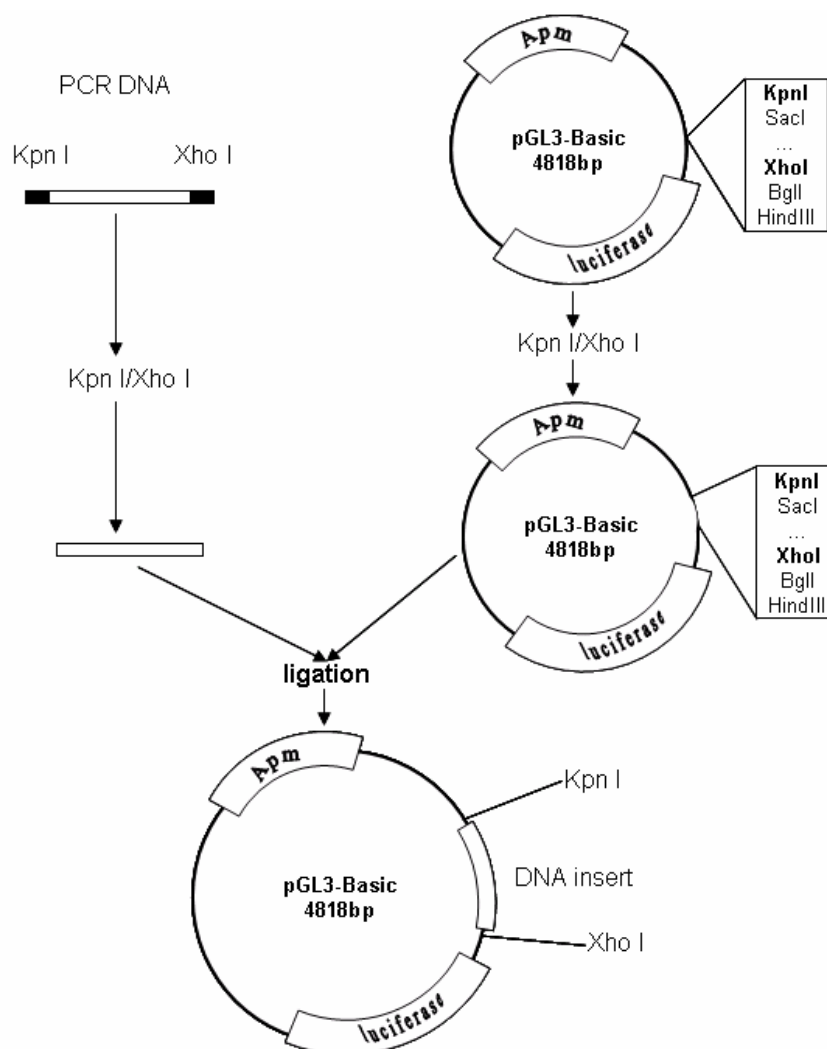 Apm
PCR DNA
Kpn I
Xho I
pGL3-Basic
4818bp
KpnI
SacI
...
XhoI
BglI
HindIII
luciferase
Kpn I/Xho I
Kpn I/Xho I
Apm
pGL3-Basic
4818bp
KpnI
SacI
...
XhoI
BglI
HindIII
luciferase
ligation
Apm
Kpn I
pGL3-Basic
4818bp
DNA insert
Xho I
luciferase